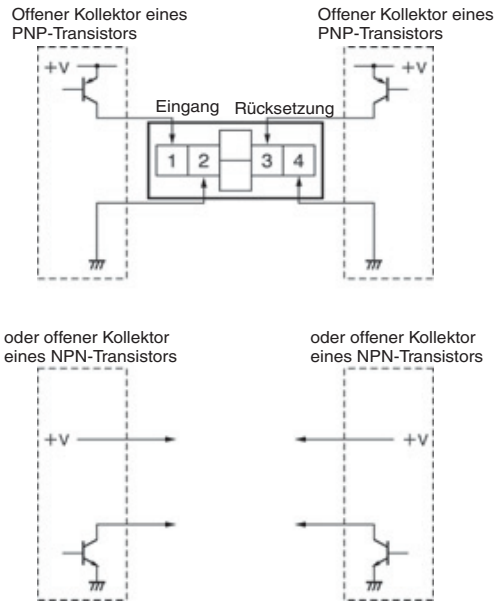 Offener Kollektor eines
PNP-Transistors
Offener Kollektor eines
PNP-Transistors
+V
+V
Eingang
Rücksetzung
1 2 3 4
oder offener Kollektor
eines NPN-Transistors
oder offener Kollektor
eines NPN-Transistors
+V
+V